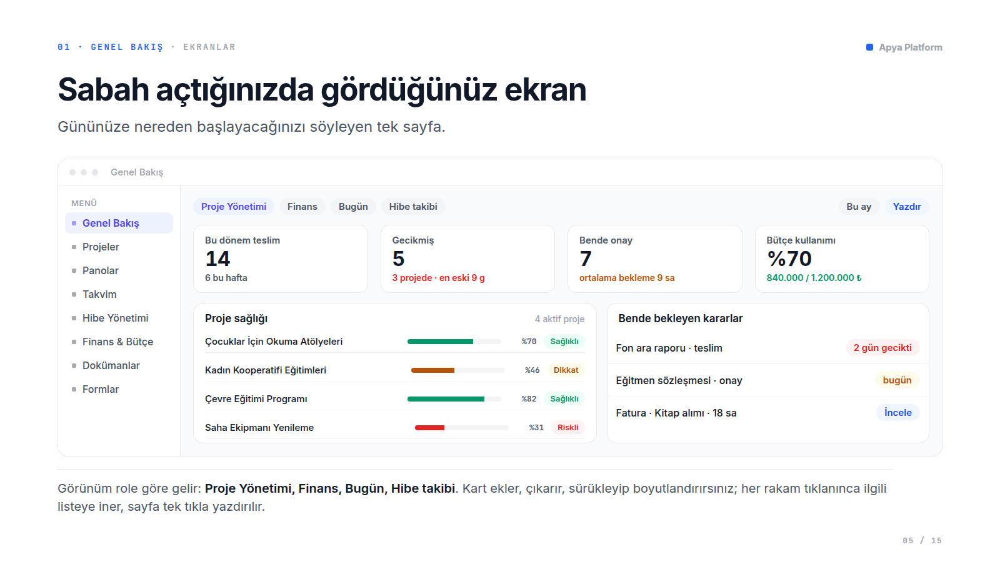 01 · GENEL BAKIŞ · EKRANLAR
Apya Platform
Sabah açtığınızda gördüğünüz ekran
Gününüze nereden başlayacağınızı söyleyen tek sayfa.
Genel Bakış
MENÜ
Genel Bakış
Projeler
Panolar
Takvim
Hibe Yönetimi
Finans & Bütçe
Dokümanlar
Formlar
Proje Yönetimi Finans Bugün Hibe takibi
Bu ay Yazdır
Bu dönem teslim
14
6 bu hafta
Gecikmiş
5
3 projede · en eski 9 g
Bende onay
7
ortalama bekleme 9 sa
Bütçe kullanımı
%70
840.000 / 1.200.000 ₺
Proje sağlığı 4 aktif proje
Çocuklar İçin Okuma Atölyeleri %70 Sağlıklı
Kadın Kooperatifi Eğitimleri %46 Dikkat
Çevre Eğitimi Programı %82 Sağlıklı
Saha Ekipmanı Yenileme %31 Riskli
Bende bekleyen kararlar
Fon ara raporu · teslim 2 gün gecikti
Eğitmen sözleşmesi · onay bugün
Fatura · Kitap alımı · 18 sa İncele
Görünüm role göre gelir: Proje Yönetimi, Finans, Bugün, Hibe takibi. Kart ekler, çıkarır, sürükleyip boyutlandırırsınız; her rakam tıklanınca ilgili
listeye iner, sayfa tek tıkla yazdırılır.
05 / 15